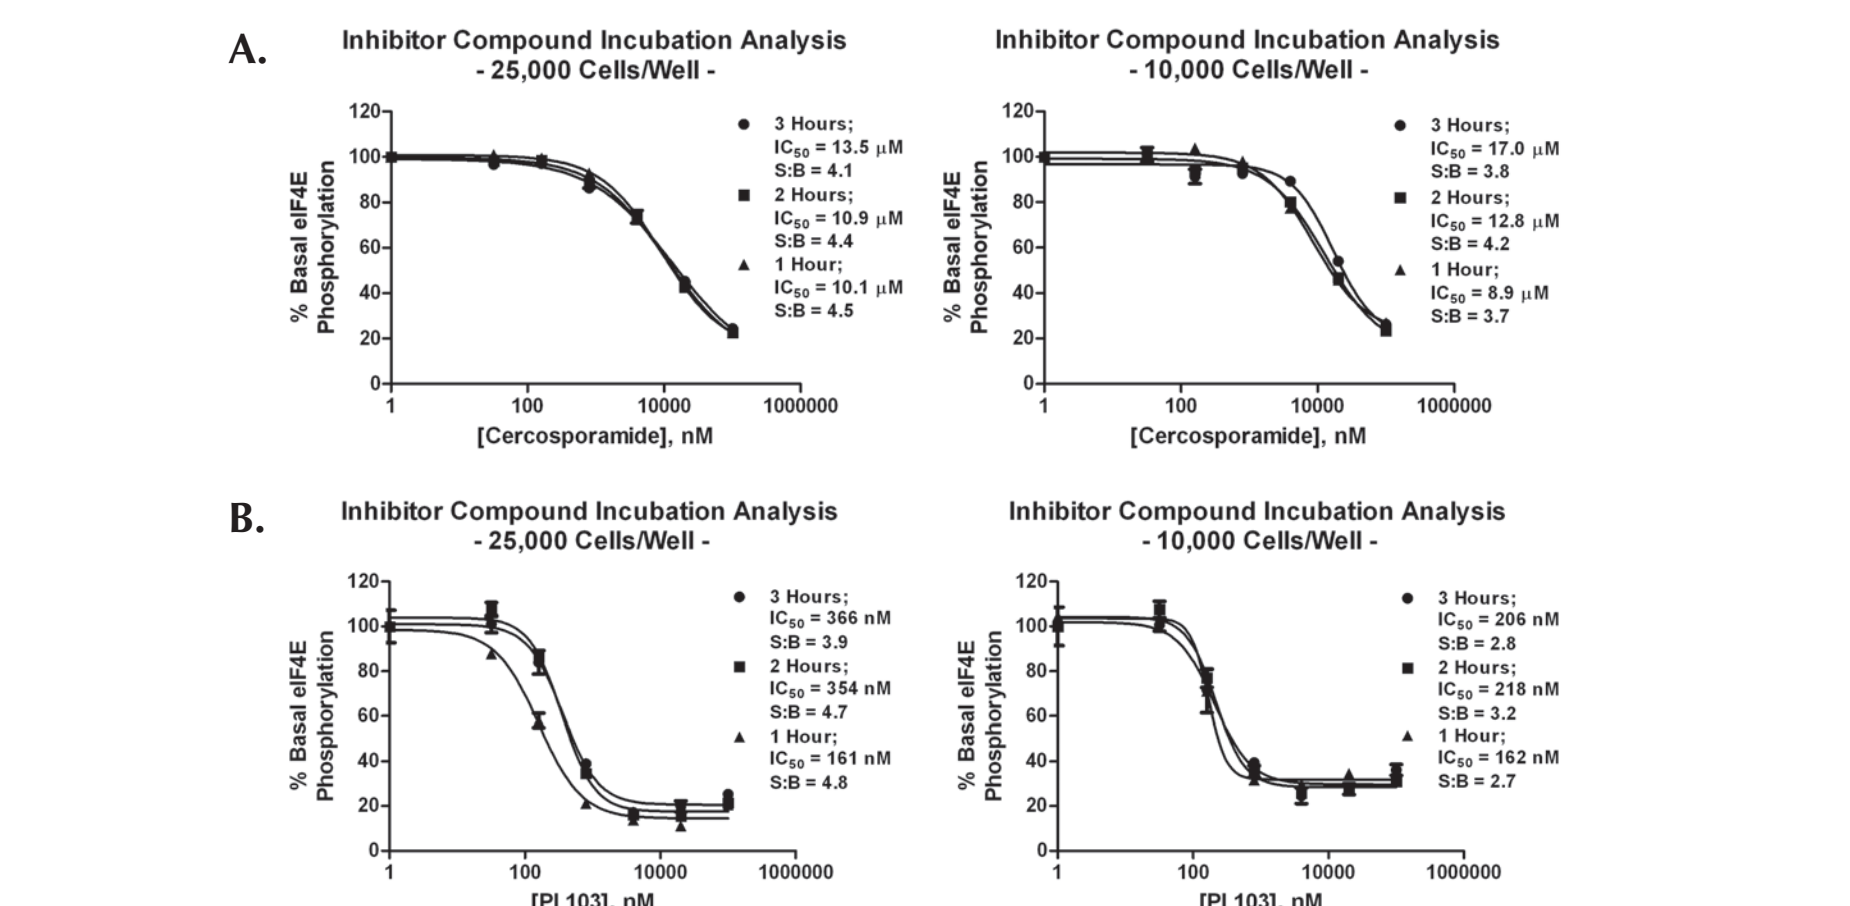 A.
Inhibitor Compound Incubation Analysis
- 25,000 Cells/Well -
% Basal eIF4E
Phosphorylation
120
100
80
60
40
20
0
1
100
10000
1000000
[Cercosporamide], nM
3 Hours;
IC50 = 13.5 μM
S:B = 4.1
2 Hours;
IC50 = 10.9 μM
S:B = 4.4
1 Hour;
IC50 = 10.1 μM
S:B = 4.5
Inhibitor Compound Incubation Analysis
- 10,000 Cells/Well -
% Basal eIF4E
Phosphorylation
120
100
80
60
40
20
0
1
100
10000
1000000
[Cercosporamide], nM
3 Hours;
IC50 = 17.0 μM
S:B = 3.8
2 Hours;
IC50 = 12.8 μM
S:B = 4.2
1 Hour;
IC50 = 8.9 μM
S:B = 3.7
B.
Inhibitor Compound Incubation Analysis
- 25,000 Cells/Well -
% Basal eIF4E
Phosphorylation
120
100
80
60
40
20
0
1
100
10000
1000000
[PI 103], nM
3 Hours;
IC50 = 366 nM
S:B = 3.9
2 Hours;
IC50 = 354 nM
S:B = 4.7
1 Hour;
IC50 = 161 nM
S:B = 4.8
Inhibitor Compound Incubation Analysis
- 10,000 Cells/Well -
% Basal eIF4E
Phosphorylation
120
100
80
60
40
20
0
1
100
10000
1000000
[PI 103], nM
3 Hours;
IC50 = 206 nM
S:B = 2.8
2 Hours;
IC50 = 218 nM
S:B = 3.2
1 Hour;
IC50 = 162 nM
S:B = 2.7